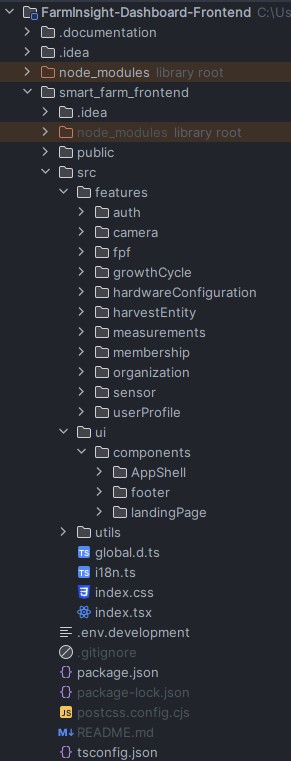 FarmInsight-Dashboard-Frontend C:\Us
.documentation
.idea
node_modules library root
smart_farm_frontend
.idea
node_modules library root
public
src
features
auth
camera
fpf
growthCycle
hardwareConfiguration
harvestEntity
measurements
membership
organization
sensor
userProfile
ui
components
AppShell
footer
landingPage
utils
TS global.d.ts
TS i18n.ts
index.css
index.tsx
.env.development
.gitignore
{} package.json
{} package-lock.json
JS postcss.config.cjs
M↓ README.md
{} tsconfig.json